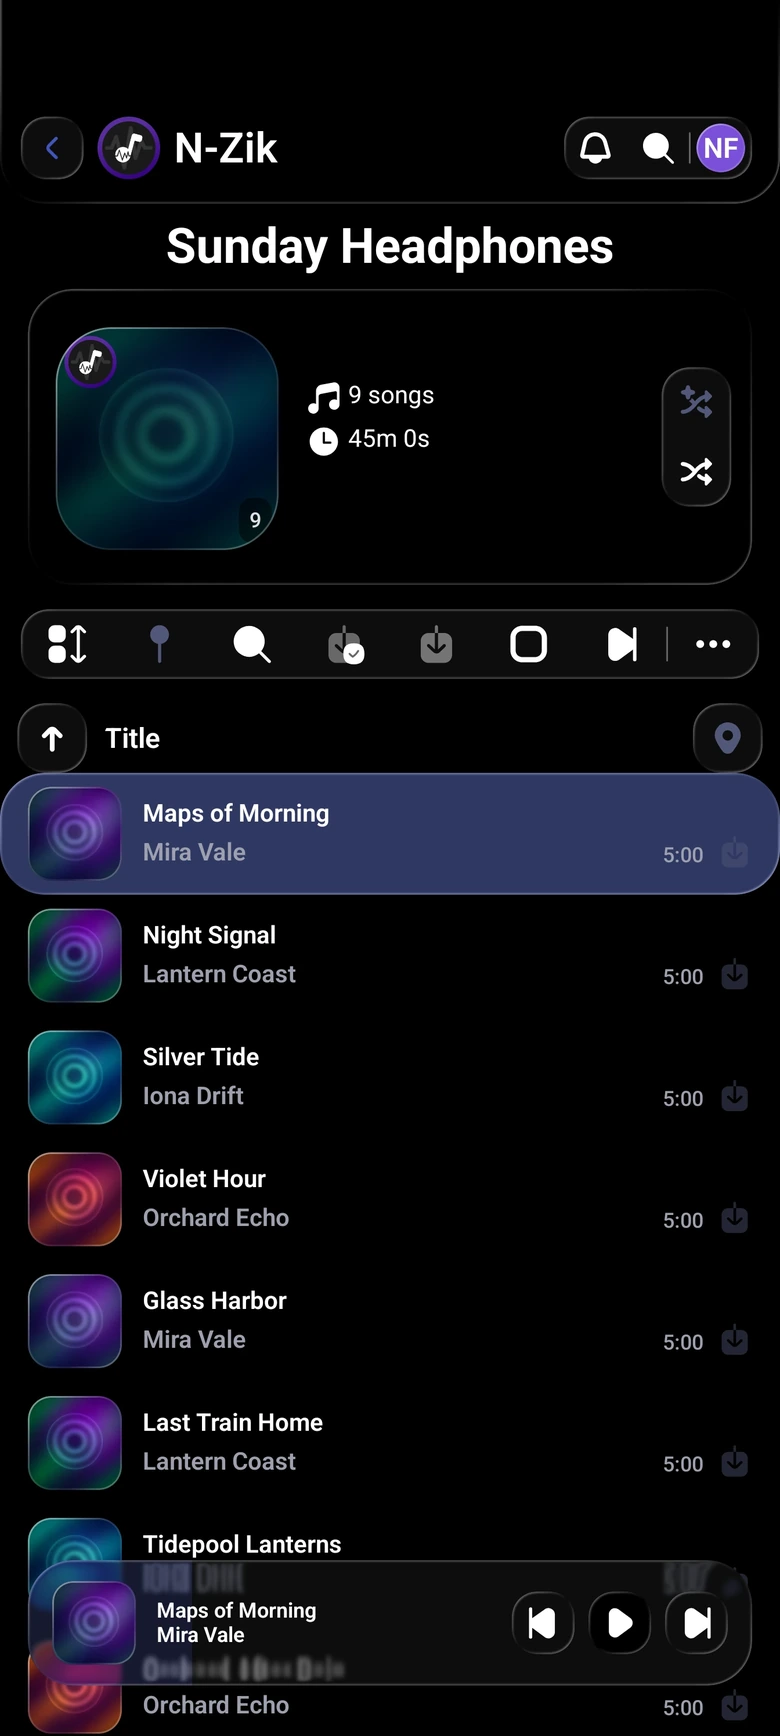 N-Zik
NF
Sunday Headphones
9 songs
45m 0s
9
Title
Maps of Morning
Mira Vale
5:00
Night Signal
Lantern Coast
5:00
Silver Tide
Iona Drift
5:00
Violet Hour
Orchard Echo
5:00
Glass Harbor
Mira Vale
5:00
Last Train Home
Lantern Coast
5:00
Tidepool Lanterns
Maps of Morning
Mira Vale
Orchard Echo
5:00